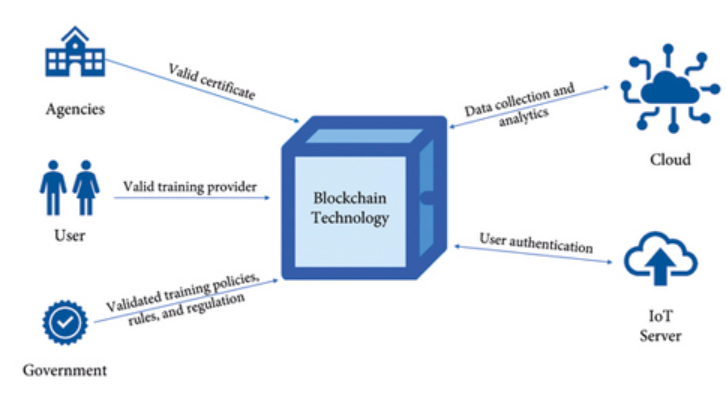 Agencies
Valid certificate
User
Valid training provider
Government
Validated training policies,
rules, and regulation
Blockchain
Technology
Data collection and
analytics
Cloud
User authentication
IoT
Server